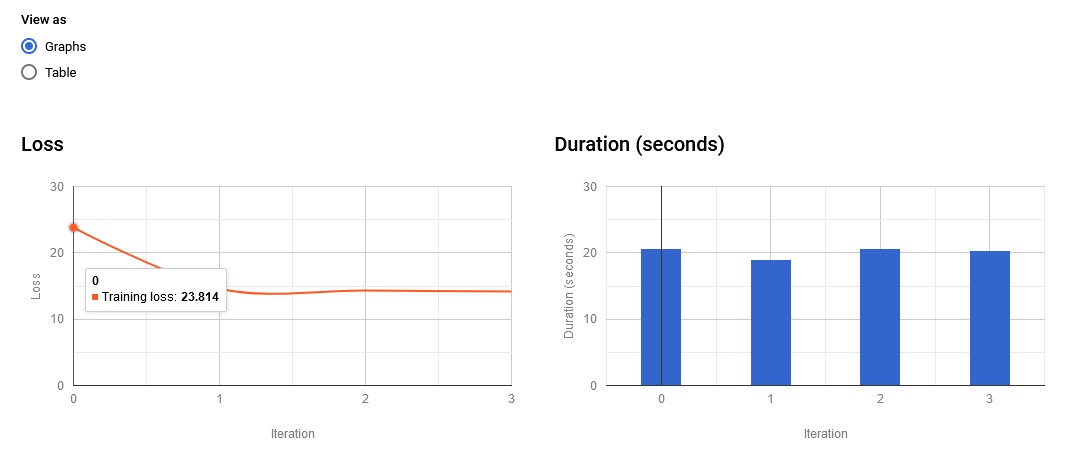 View as
Graphs
Table
Loss
30
20
10
0
Loss
0
Training loss: 23.814
0 1 2 3
Iteration
Duration (seconds)
30
20
10
0
Duration (seconds)
0 1 2 3
Iteration